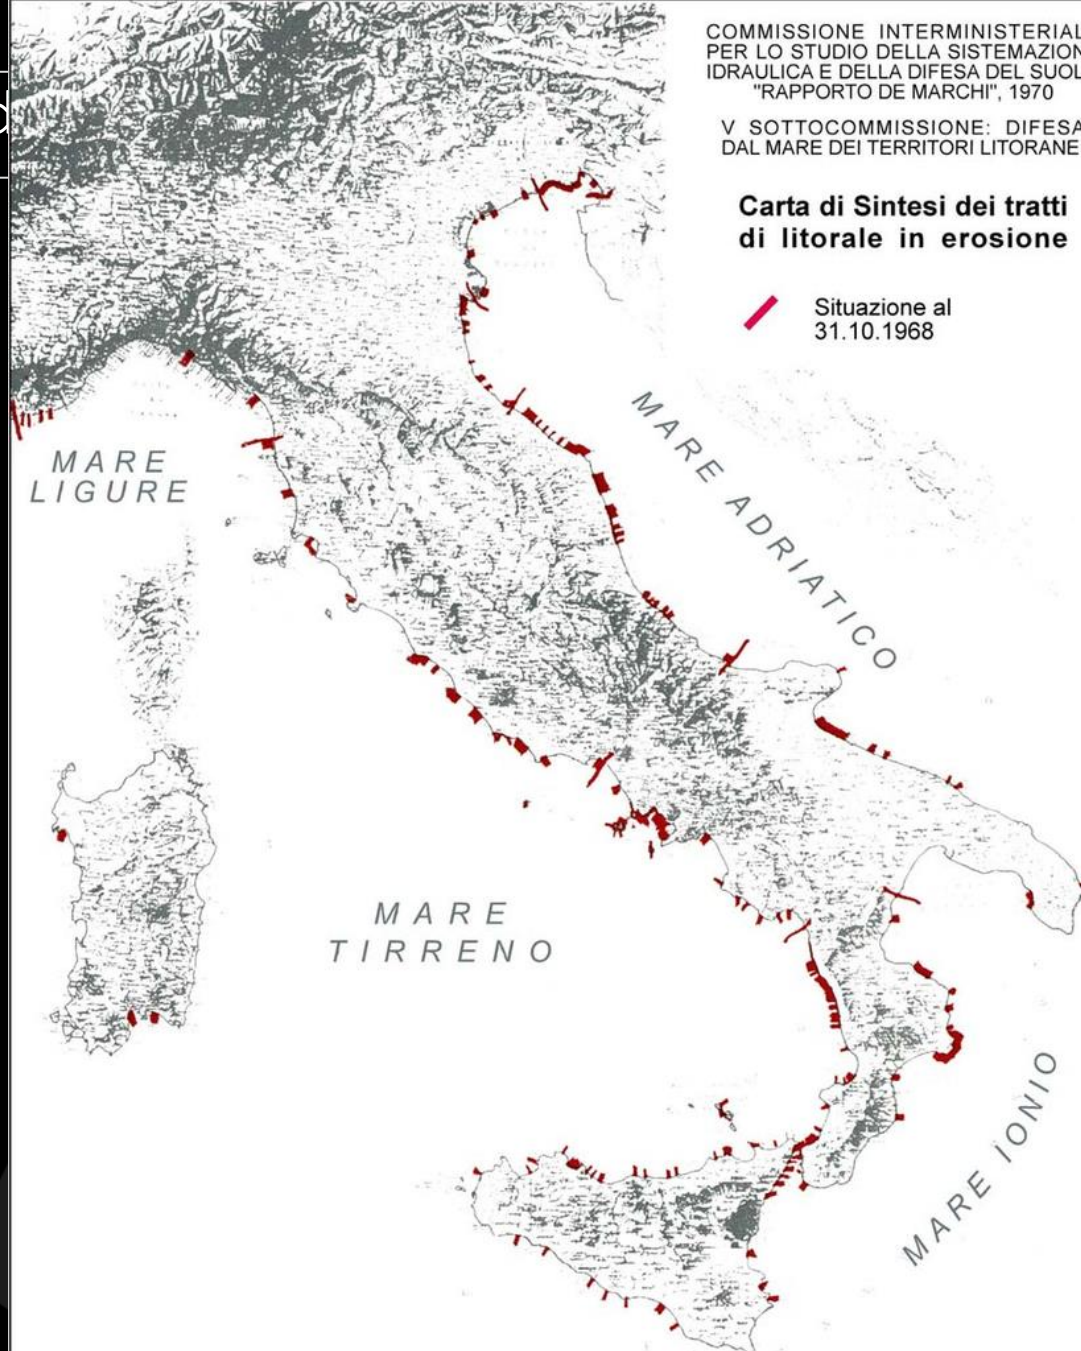 COMMISSIONE INTERMINISTERIAL
PER LO STUDIO DELLA SISTEMAZION
IDRAULICA E DELLA DIFESA DEL SUOL
"RAPPORTO DE MARCHI", 1970
V SOTTOCOMMISSIONE: DIFESA
DAL MARE DEI TERRITORI LITORANE
Carta di Sintesi dei tratti
di litorale in erosione
Situazione al
31.10.1968
MARE
LIGURE
MARE ADRIATICO
MARE
TIRRENO
MARE IONIO